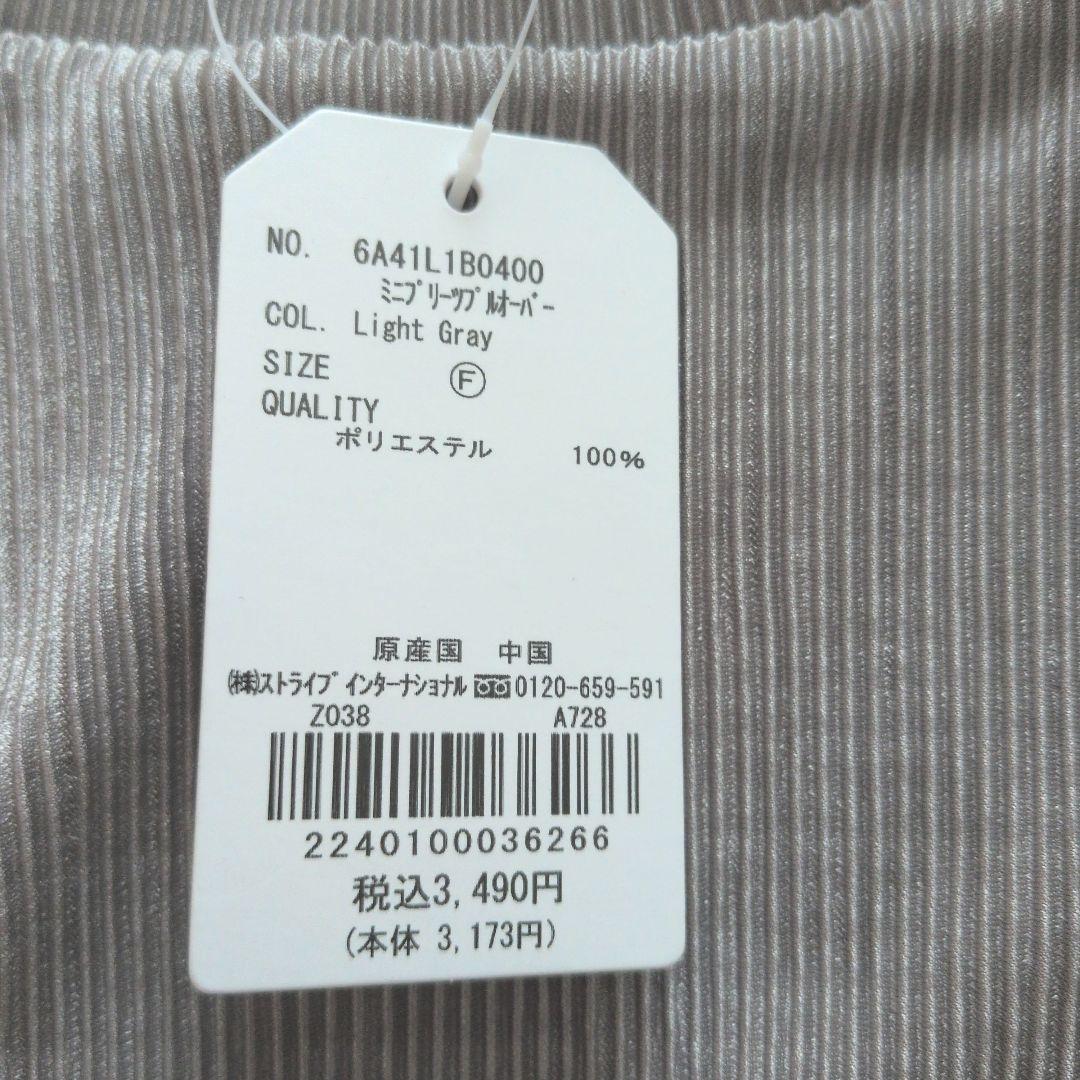 NO. 6A41L1B0400
ﾐﾆﾌﾟﾘｰﾂﾌﾟﾙｵｰﾊﾞｰ
COL. Light Gray
SIZE Ⓕ
QUALITY
ポリエステル 100%
原産国 中国
㈱ｽﾄﾗｲﾌﾟｲﾝﾀｰﾅｼｮﾅﾙ 0120-659-591
Z038 A728
2240100036266
税込3,490円
(本体 3,173円)